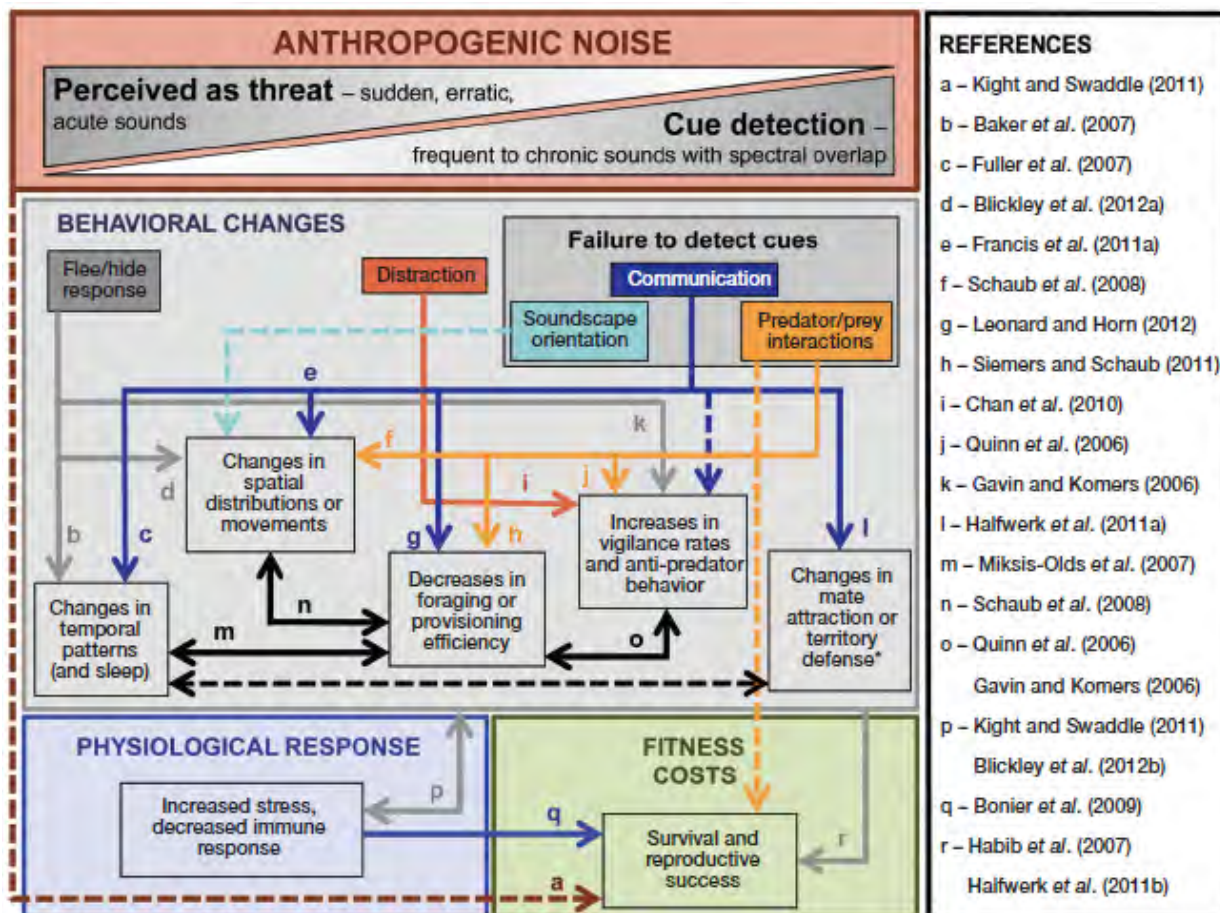 ANTHROPOGENIC NOISE
Perceived as threat – sudden, erratic,
acute sounds
Cue detection –
frequent to chronic sounds with spectral overlap
BEHAVIORAL CHANGES
Flee/hide
response
Distraction
Failure to detect cues
Communication
Soundscape
orientation
Predator/prey
interactions
e
k
f
d
Changes in
spatial
distributions or
movements
i
j
b
c
g
h
l
Increases in
vigilance rates
and anti-predator
behavior
Changes in
temporal
patterns
(and sleep)
m
n
Decreases in
foraging or
provisioning
efficiency
o
Changes in
mate
attraction or
territory
defense*
PHYSIOLOGICAL RESPONSE
Increased stress,
decreased immune
response
p
q
a
FITNESS
COSTS
Survival and
reproductive
success
r
REFERENCES
a – Kight and Swaddle (2011)
b – Baker et al. (2007)
c – Fuller et al. (2007)
d – Blickley et al. (2012a)
e – Francis et al. (2011a)
f – Schaub et al. (2008)
g – Leonard and Horn (2012)
h – Siemers and Schaub (2011)
i – Chan et al. (2010)
j – Quinn et al. (2006)
k – Gavin and Komers (2006)
l – Halfwerk et al. (2011a)
m – Miksis-Olds et al. (2007)
n – Schaub et al. (2008)
o – Quinn et al. (2006)
Gavin and Komers (2006)
p – Kight and Swaddle (2011)
Blickley et al. (2012b)
q – Bonier et al. (2009)
r – Habib et al. (2007)
Halfwerk et al. (2011b)